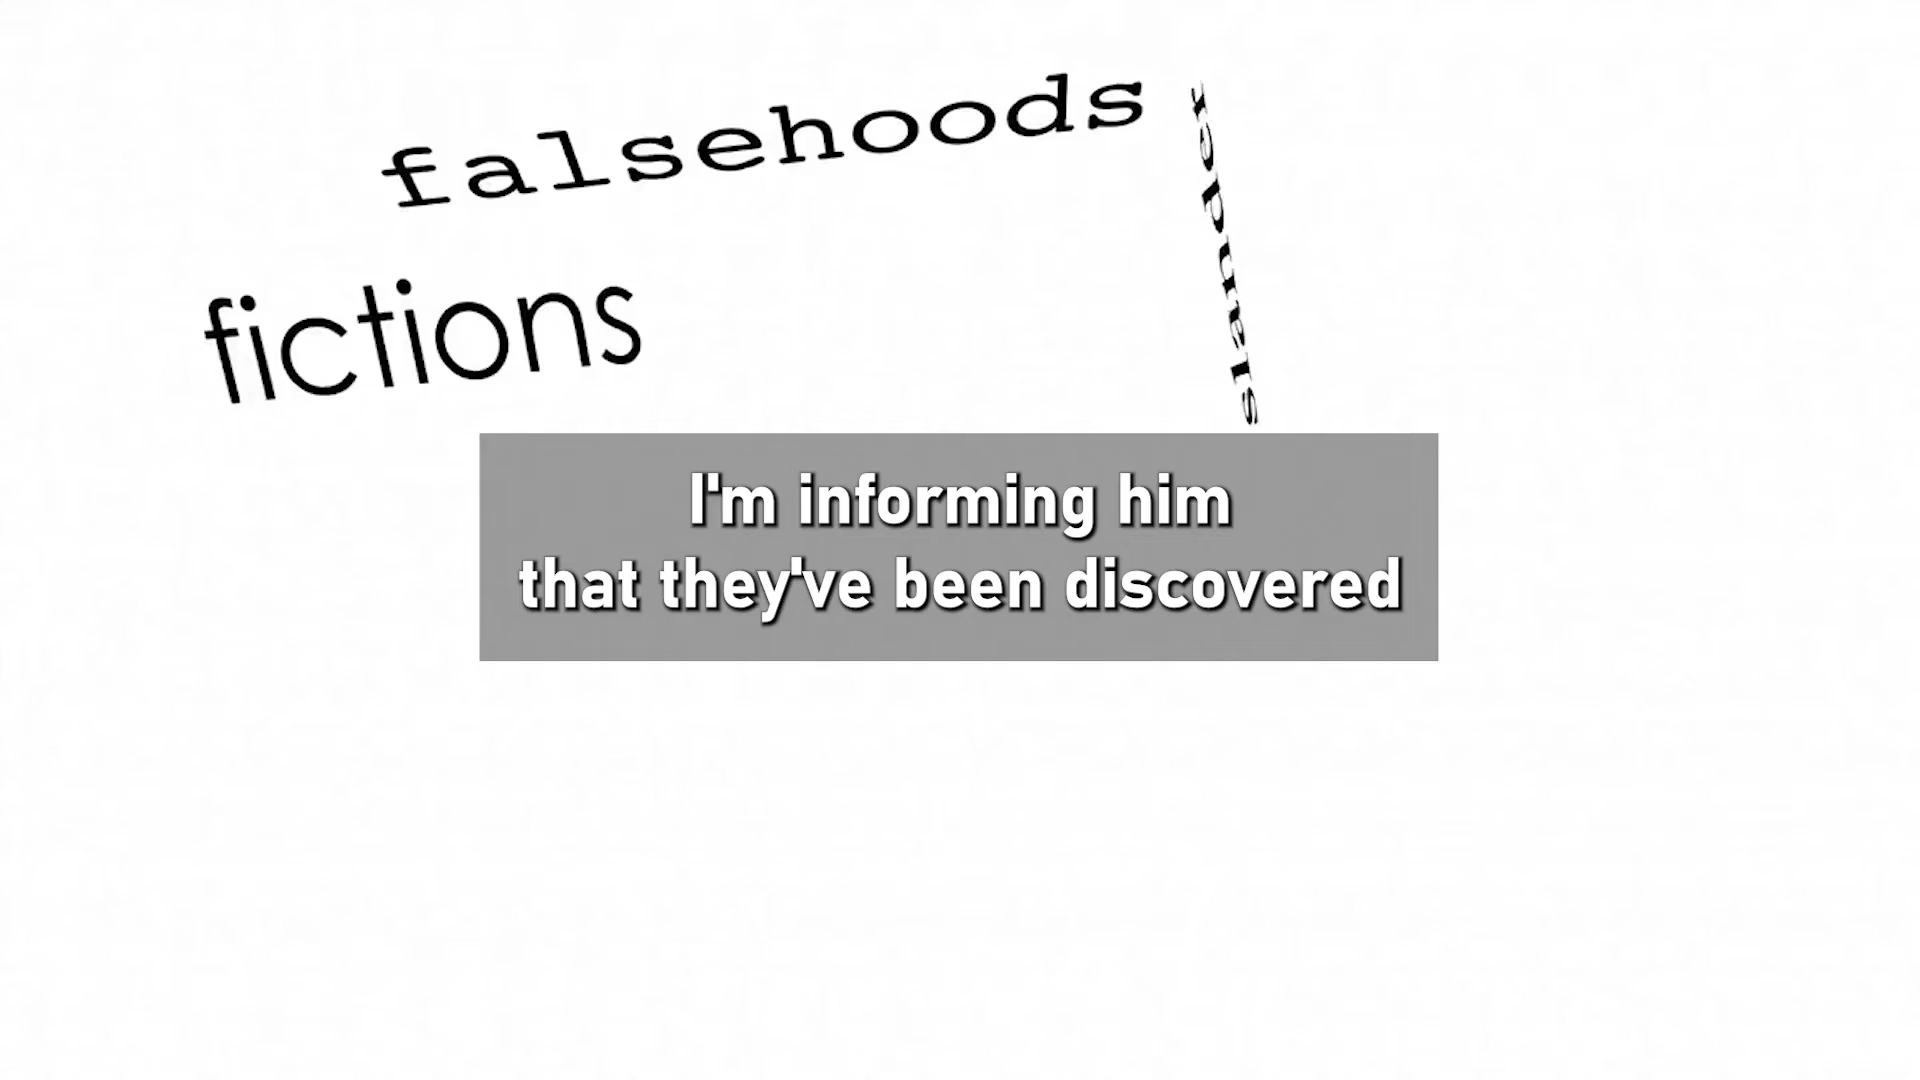 falsehoods
slander
fictions
I'm informing him
that they've been discovered